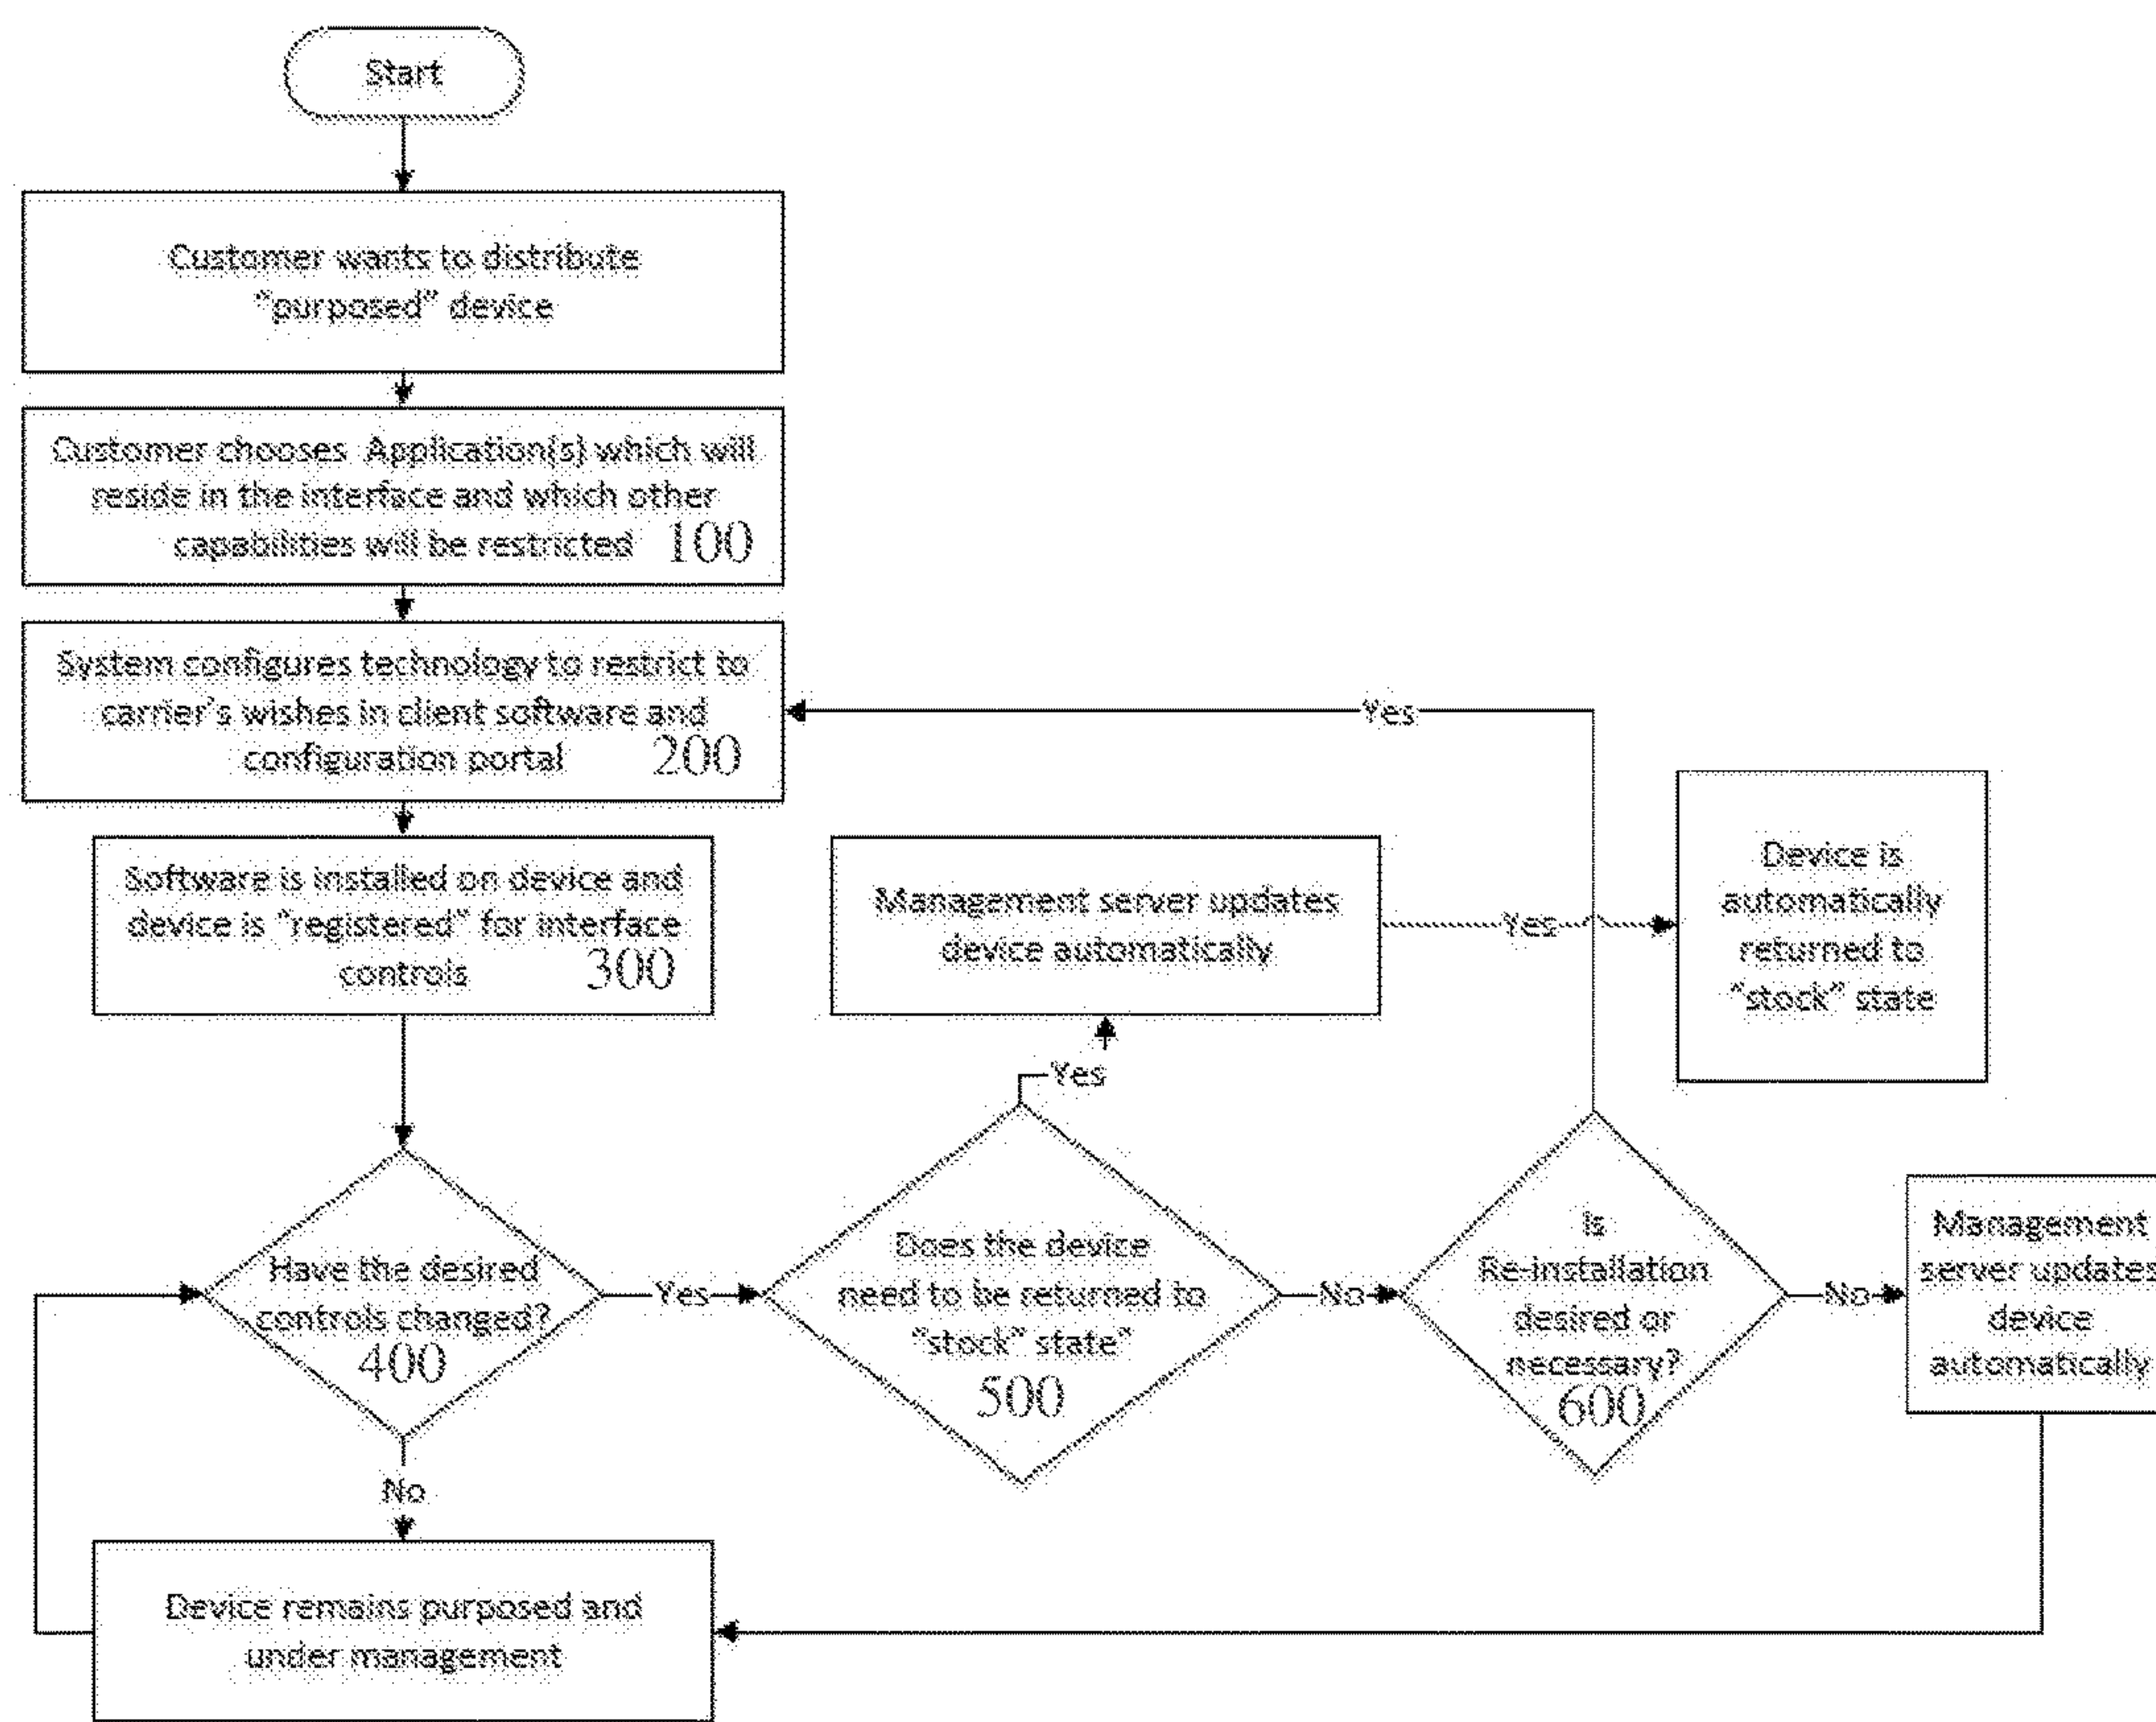 Start
Customer wants to distribute
“purposed” device
Customer chooses Application(s) which will
reside in the interface and which other
capabilities will be restricted 100
System configures technology to restrict to
carrier's wishes in client software and
configuration portal 200
Yes
Software is installed on device and
device is “registered” for interface
controls 300
Management server updates
device automatically
Yes
Device is
automatically
returned to
“stock” state
Yes
Have the desired
controls changed?
400
Yes
Does the device
need to be returned to
“stock” state”
500
No
Is
Re-installation
desired or
necessary?
600
No
Management
server updates
device
automatically
No
Device remains purposed and
under management